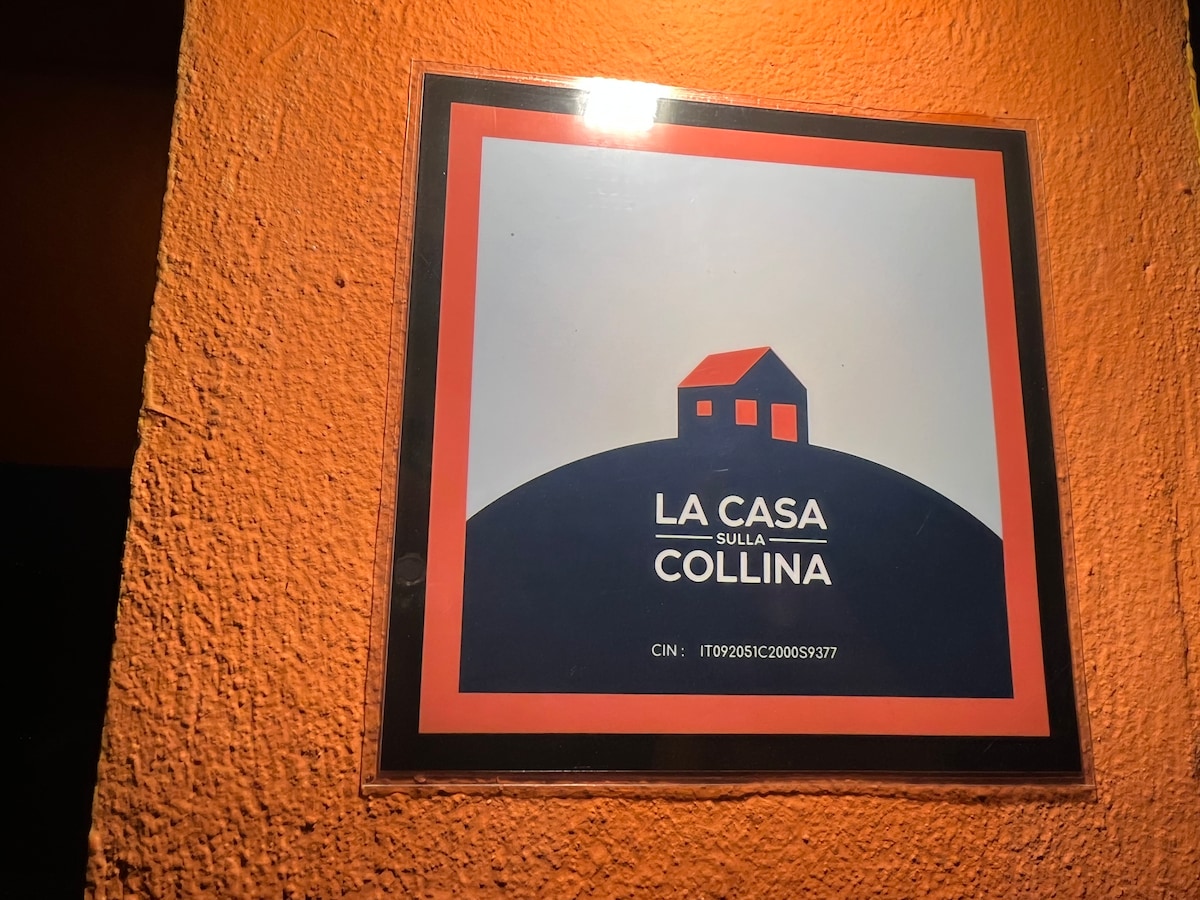 LA CASA
SULLA
COLLINA
CIN : IT092051C2000S9377